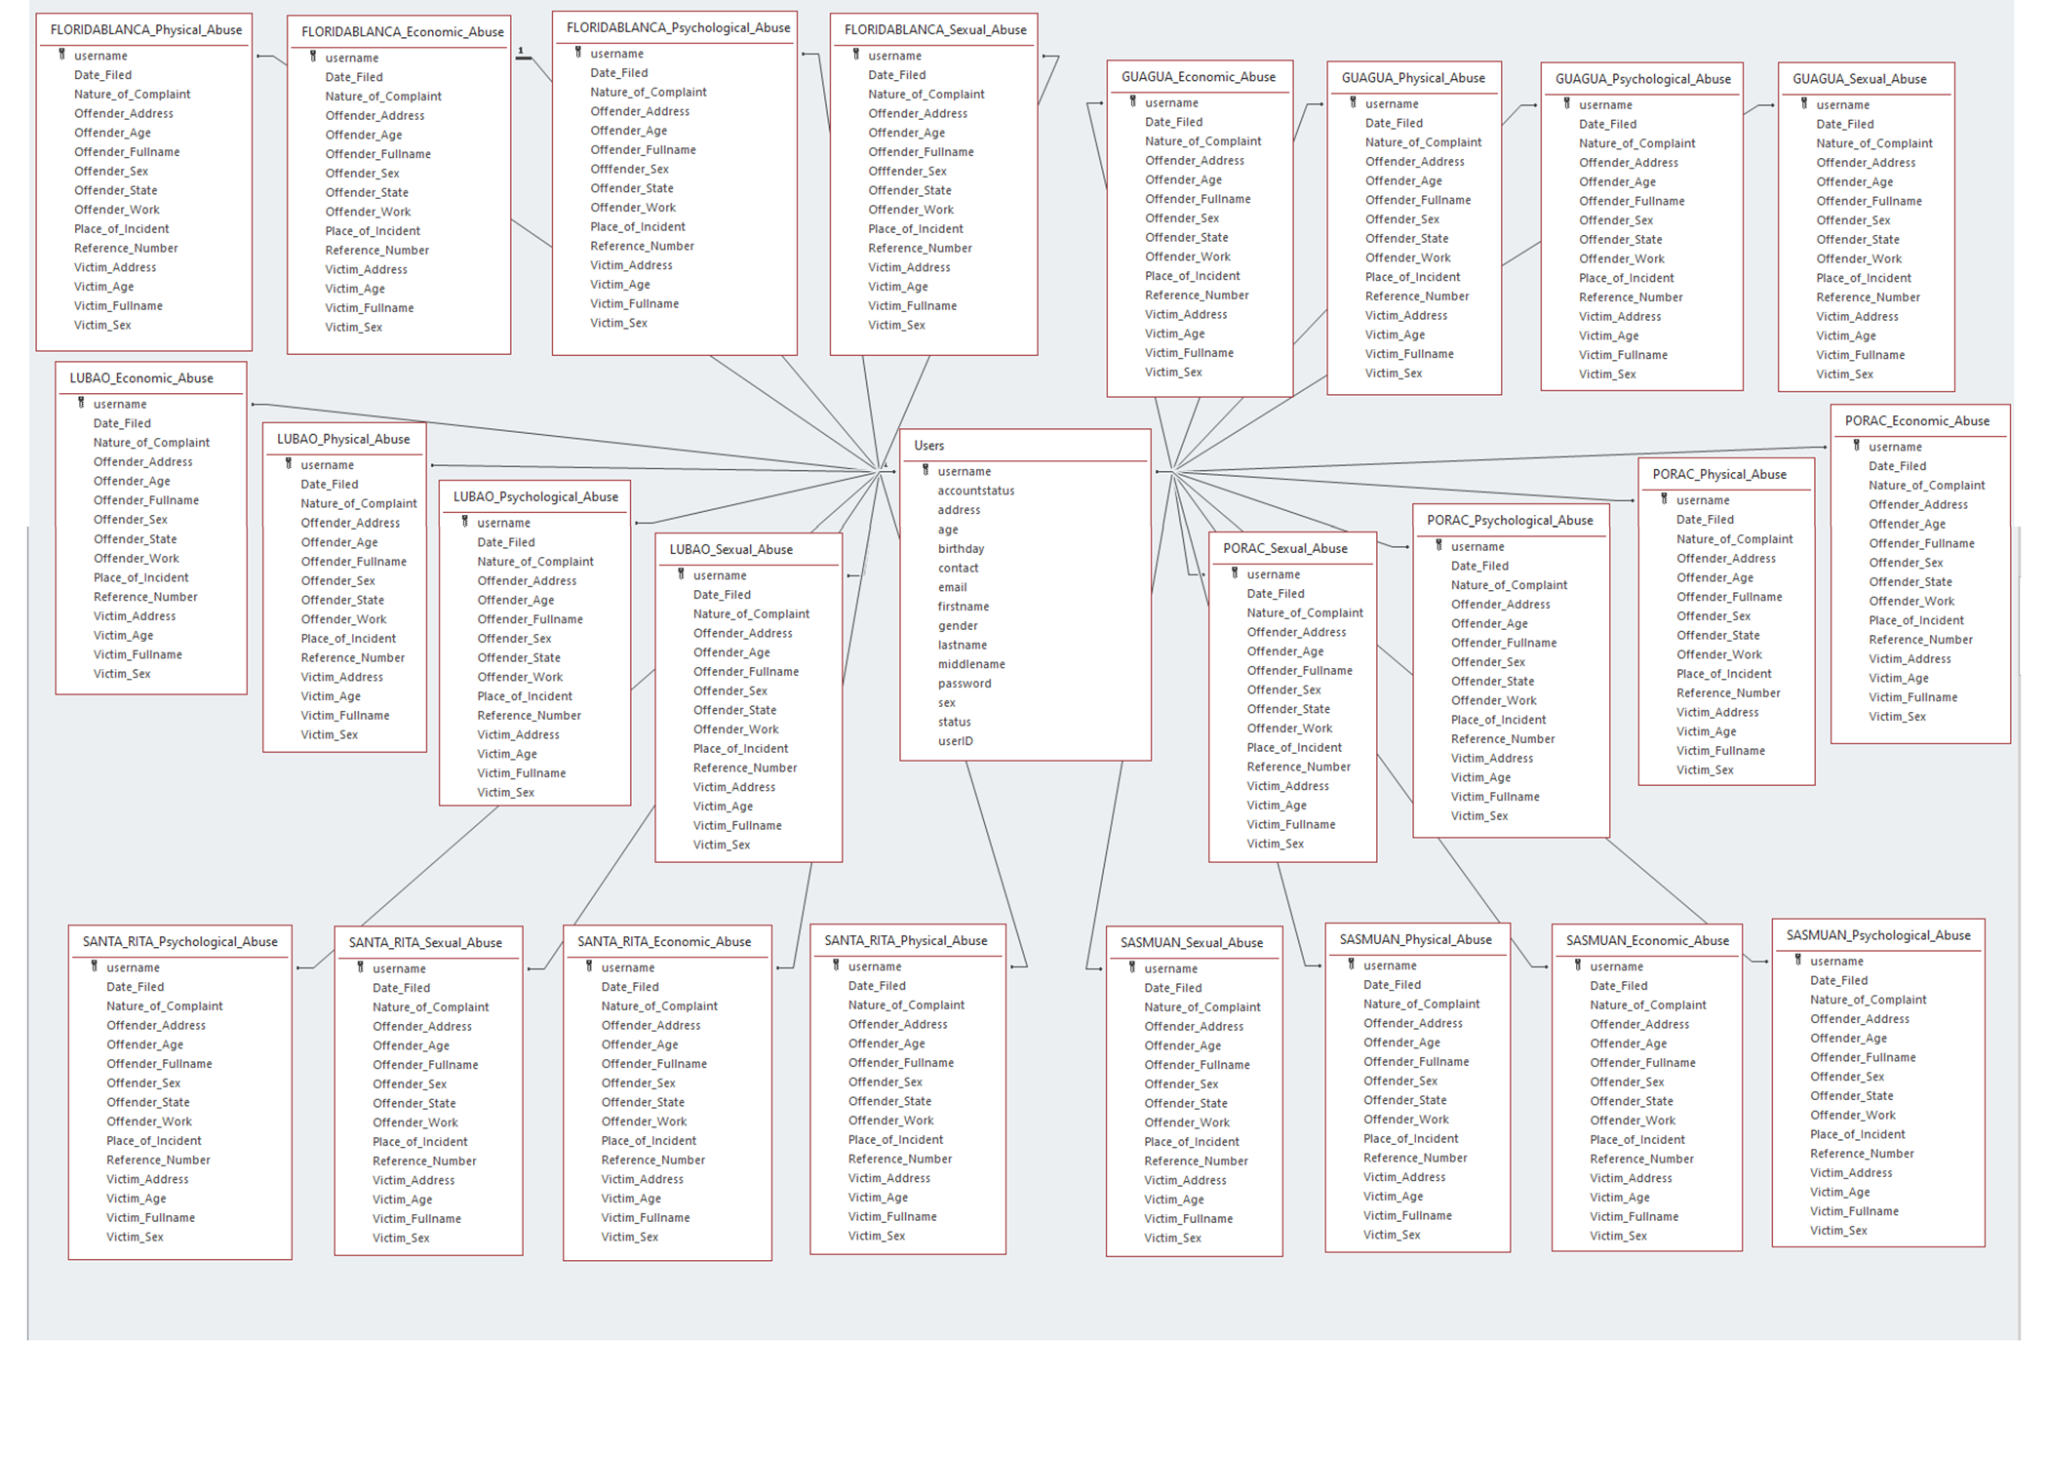 FLORIDABLANCA_Physical_Abuse
username
Date_Filed
Nature_of_Complaint
Offender_Address
Offender_Age
Offender_Fullname
Offender_Sex
Offender_State
Offender_Work
Place_of_Incident
Reference_Number
Victim_Address
Victim_Age
Victim_Fullname
Victim_Sex
FLORIDABLANCA_Economic_Abuse
username
Date_Filed
Nature_of_Complaint
Offender_Address
Offender_Age
Offender_Fullname
Offender_Sex
Offender_State
Offender_Work
Place_of_Incident
Reference_Number
Victim_Address
Victim_Age
Victim_Fullname
Victim_Sex
1
FLORIDABLANCA_Psychological_Abuse
username
Date_Filed
Nature_of_Complaint
Offender_Address
Offender_Age
Offender_Fullname
Offfender_Sex
Offender_State
Offender_Work
Place_of_Incident
Reference_Number
Victim_Address
Victim_Age
Victim_Fullname
Victim_Sex
FLORIDABLANCA_Sexual_Abuse
username
Date_Filed
Nature_of_Complaint
Offender_Address
Offender_Age
Offender_Fullname
Offfender_Sex
Offender_State
Offender_Work
Place_of_Incident
Reference_Number
Victim_Address
Victim_Age
Victim_Fullname
Victim_Sex
GUAGUA_Economic_Abuse
username
Date_Filed
Nature_of_Complaint
Offender_Address
Offender_Age
Offender_Fullname
Offender_Sex
Offender_State
Offender_Work
Place_of_Incident
Reference_Number
Victim_Address
Victim_Age
Victim_Fullname
Victim_Sex
GUAGUA_Physical_Abuse
username
Date_Filed
Nature_of_Complaint
Offender_Address
Offender_Age
Offender_Fullname
Offender_Sex
Offender_State
Offender_Work
Place_of_Incident
Reference_Number
Victim_Address
Victim_Age
Victim_Fullname
Victim_Sex
GUAGUA_Psychological_Abuse
username
Date_Filed
Nature_of_Complaint
Offender_Address
Offender_Age
Offender_Fullname
Offender_Sex
Offender_State
Offender_Work
Place_of_Incident
Reference_Number
Victim_Address
Victim_Age
Victim_Fullname
Victim_Sex
GUAGUA_Sexual_Abuse
username
Date_Filed
Nature_of_Complaint
Offender_Address
Offender_Age
Offender_Fullname
Offender_Sex
Offender_State
Offender_Work
Place_of_Incident
Reference_Number
Victim_Address
Victim_Age
Victim_Fullname
Victim_Sex
LUBAO_Economic_Abuse
username
Date_Filed
Nature_of_Complaint
Offender_Address
Offender_Age
Offender_Fullname
Offender_Sex
Offender_State
Offender_Work
Place_of_Incident
Reference_Number
Victim_Address
Victim_Age
Victim_Fullname
Victim_Sex
LUBAO_Physical_Abuse
username
Date_Filed
Nature_of_Complaint
Offender_Address
Offender_Age
Offender_Fullname
Offender_Sex
Offender_State
Offender_Work
Place_of_Incident
Reference_Number
Victim_Address
Victim_Age
Victim_Fullname
Victim_Sex
LUBAO_Psychological_Abuse
username
Date_Filed
Nature_of_Complaint
Offender_Address
Offender_Age
Offender_Fullname
Offender_Sex
Offender_State
Offender_Work
Place_of_Incident
Reference_Number
Victim_Address
Victim_Age
Victim_Fullname
Victim_Sex
LUBAO_Sexual_Abuse
username
Date_Filed
Nature_of_Complaint
Offender_Address
Offender_Age
Offender_Fullname
Offender_Sex
Offender_State
Offender_Work
Place_of_Incident
Reference_Number
Victim_Address
Victim_Age
Victim_Fullname
Victim_Sex
Users
username
accountstatus
address
age
birthday
contact
email
firstname
gender
lastname
middlename
password
sex
status
userID
PORAC_Sexual_Abuse
username
Date_Filed
Nature_of_Complaint
Offender_Address
Offender_Age
Offender_Fullname
Offender_Sex
Offender_State
Offender_Work
Place_of_Incident
Reference_Number
Victim_Address
Victim_Age
Victim_Fullname
Victim_Sex
PORAC_Psychological_Abuse
username
Date_Filed
Nature_of_Complaint
Offender_Address
Offender_Age
Offender_Fullname
Offender_Sex
Offender_State
Offender_Work
Place_of_Incident
Reference_Number
Victim_Address
Victim_Age
Victim_Fullname
Victim_Sex
PORAC_Physical_Abuse
username
Date_Filed
Nature_of_Complaint
Offender_Address
Offender_Age
Offender_Fullname
Offender_Sex
Offender_State
Offender_Work
Place_of_Incident
Reference_Number
Victim_Address
Victim_Age
Victim_Fullname
Victim_Sex
PORAC_Economic_Abuse
username
Date_Filed
Nature_of_Complaint
Offender_Address
Offender_Age
Offender_Fullname
Offender_Sex
Offender_State
Offender_Work
Place_of_Incident
Reference_Number
Victim_Address
Victim_Age
Victim_Fullname
Victim_Sex
SANTA_RITA_Psychological_Abuse
username
Date_Filed
Nature_of_Complaint
Offender_Address
Offender_Age
Offender_Fullname
Offender_Sex
Offender_State
Offender_Work
Place_of_Incident
Reference_Number
Victim_Address
Victim_Age
Victim_Fullname
Victim_Sex
SANTA_RITA_Sexual_Abuse
username
Date_Filed
Nature_of_Complaint
Offender_Address
Offender_Age
Offender_Fullname
Offender_Sex
Offender_State
Offender_Work
Place_of_Incident
Reference_Number
Victim_Address
Victim_Age
Victim_Fullname
Victim_Sex
SANTA_RITA_Economic_Abuse
username
Date_Filed
Nature_of_Complaint
Offender_Address
Offender_Age
Offender_Fullname
Offender_Sex
Offender_State
Offender_Work
Place_of_Incident
Reference_Number
Victim_Address
Victim_Age
Victim_Fullname
Victim_Sex
SANTA_RITA_Physical_Abuse
username
Date_Filed
Nature_of_Complaint
Offender_Address
Offender_Age
Offender_Fullname
Offender_Sex
Offender_State
Offender_Work
Place_of_Incident
Reference_Number
Victim_Address
Victim_Age
Victim_Fullname
Victim_Sex
SASMUAN_Sexual_Abuse
username
Date_Filed
Nature_of_Complaint
Offender_Address
Offender_Age
Offender_Fullname
Offender_Sex
Offender_State
Offender_Work
Place_of_Incident
Reference_Number
Victim_Address
Victim_Age
Victim_Fullname
Victim_Sex
SASMUAN_Physical_Abuse
username
Date_Filed
Nature_of_Complaint
Offender_Address
Offender_Age
Offender_Fullname
Offender_Sex
Offender_State
Offender_Work
Place_of_Incident
Reference_Number
Victim_Address
Victim_Age
Victim_Fullname
Victim_Sex
SASMUAN_Economic_Abuse
username
Date_Filed
Nature_of_Complaint
Offender_Address
Offender_Age
Offender_Fullname
Offender_Sex
Offender_State
Offender_Work
Place_of_Incident
Reference_Number
Victim_Address
Victim_Age
Victim_Fullname
Victim_Sex
SASMUAN_Psychological_Abuse
username
Date_Filed
Nature_of_Complaint
Offender_Address
Offender_Age
Offender_Fullname
Offender_Sex
Offender_State
Offender_Work
Place_of_Incident
Reference_Number
Victim_Address
Victim_Age
Victim_Fullname
Victim_Sex